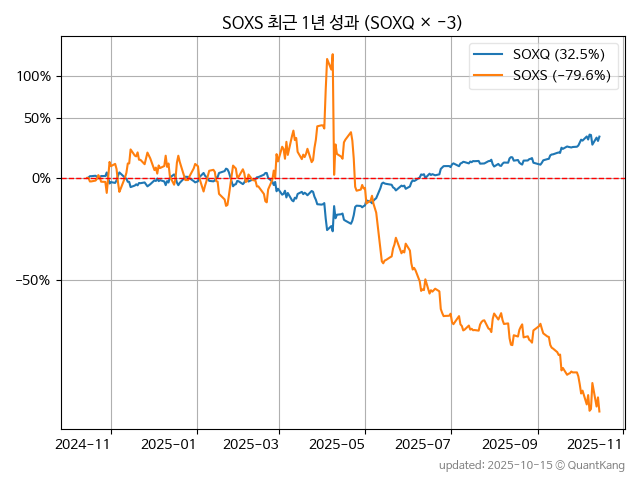 SOXS 최근 1년 성과 (SOXQ × −3)
SOXQ (32.5%)
SOXS (−79.6%)
100%
50%
0%
−50%
2024−11
2025−01
2025−03
2025−05
2025−07
2025−09
2025−11
updated: 2025-10-15 ⓒ QuantKang